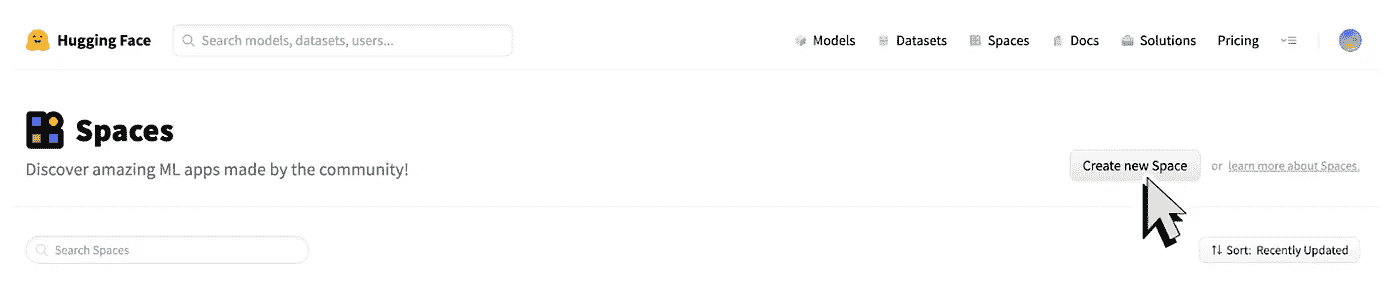 Hugging Face Search models, datasets, users... Models Datasets Spaces Docs Solutions Pricing
Spaces
Discover amazing ML apps made by the community!
Create new Space or learn more about Spaces.
Search Spaces Sort: Recently Updated